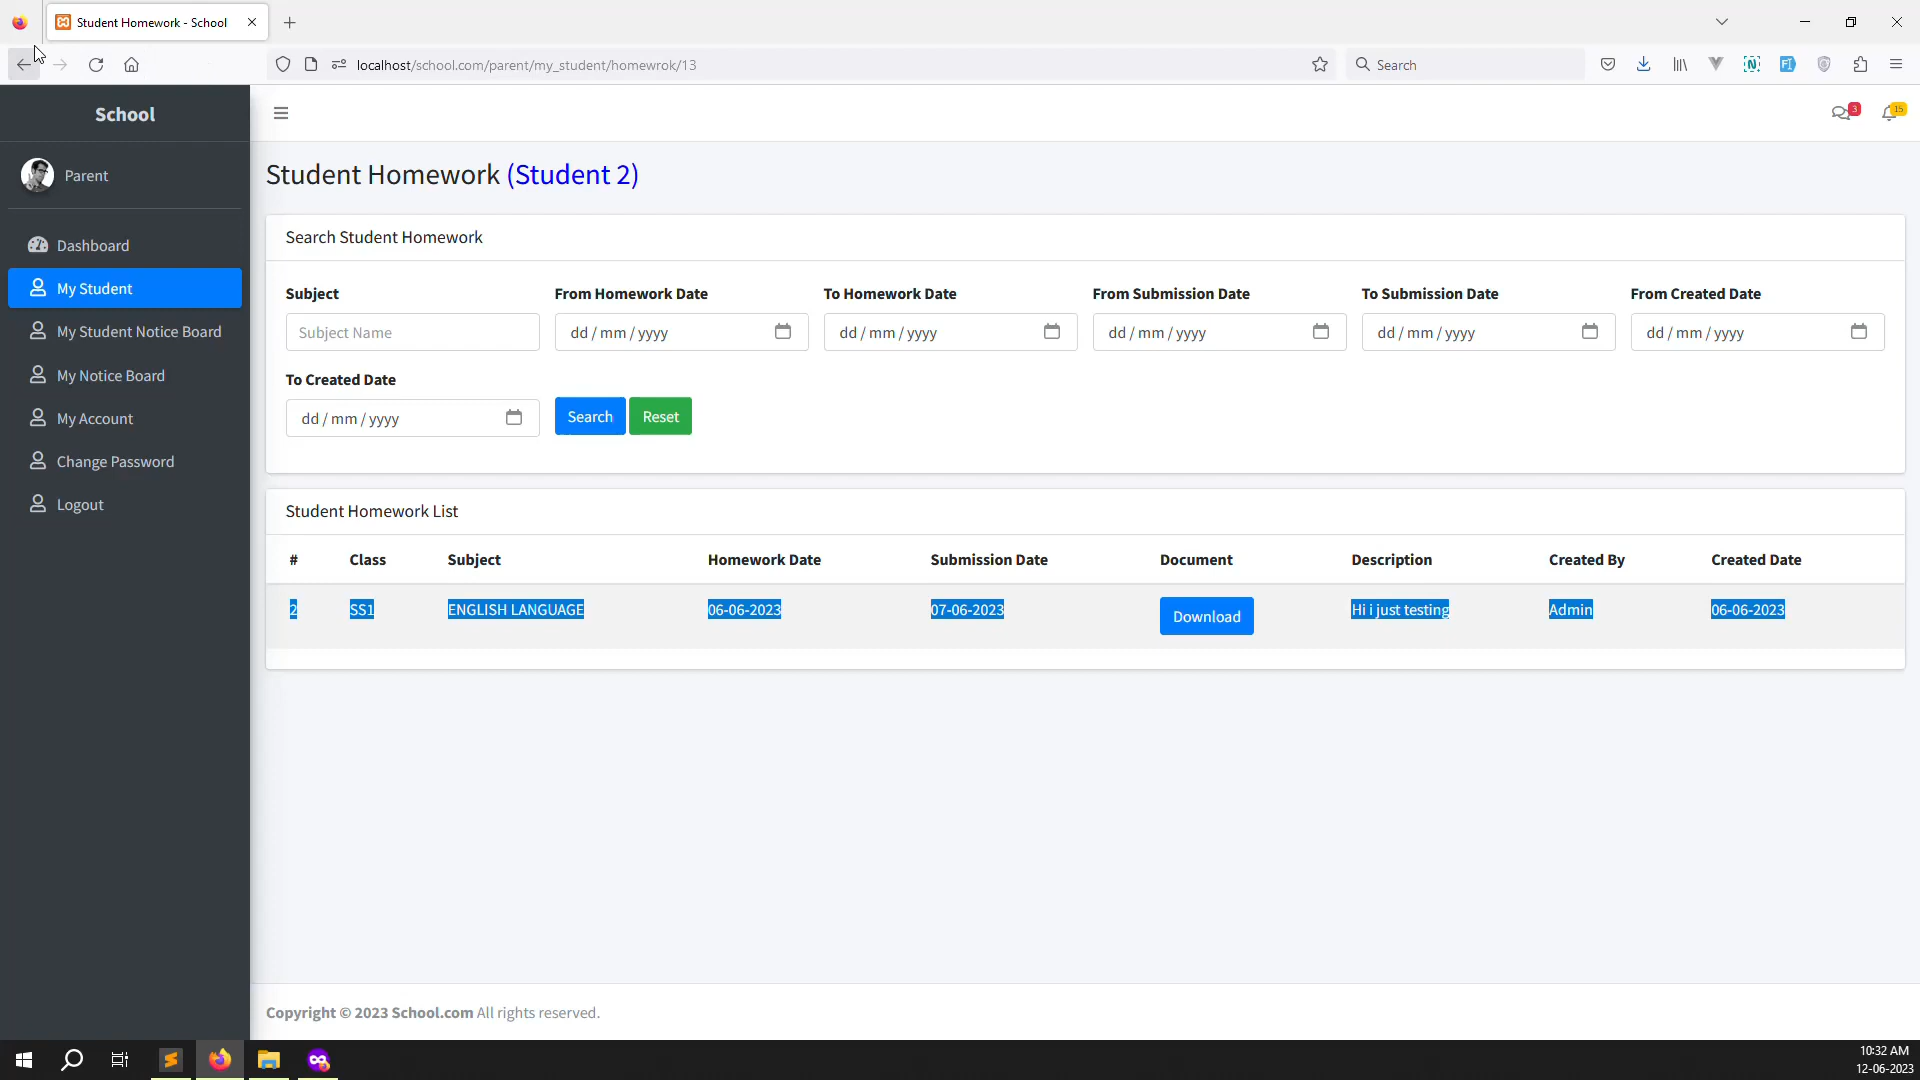 Student Homework - School
localhost/school.com/parent/my_student/homewrok/13
Search
School
3
15
Parent
Student Homework (Student 2)
Dashboard
My Student
My Student Notice Board
My Notice Board
My Account
Change Password
Logout
Search Student Homework
Subject From Homework Date To Homework Date From Submission Date To Submission Date From Created Date
Subject Name dd / mm / yyyy dd / mm / yyyy dd / mm / yyyy dd / mm / yyyy dd / mm / yyyy
To Created Date
dd / mm / yyyy Search Reset
Student Homework List
# Class Subject Homework Date Submission Date Document Description Created By Created Date
2 SS1 ENGLISH LANGUAGE 06-06-2023 07-06-2023 Download Hi i just testing Admin 06-06-2023
Copyright © 2023 School.com All rights reserved.
10:32 AM
12-06-2023